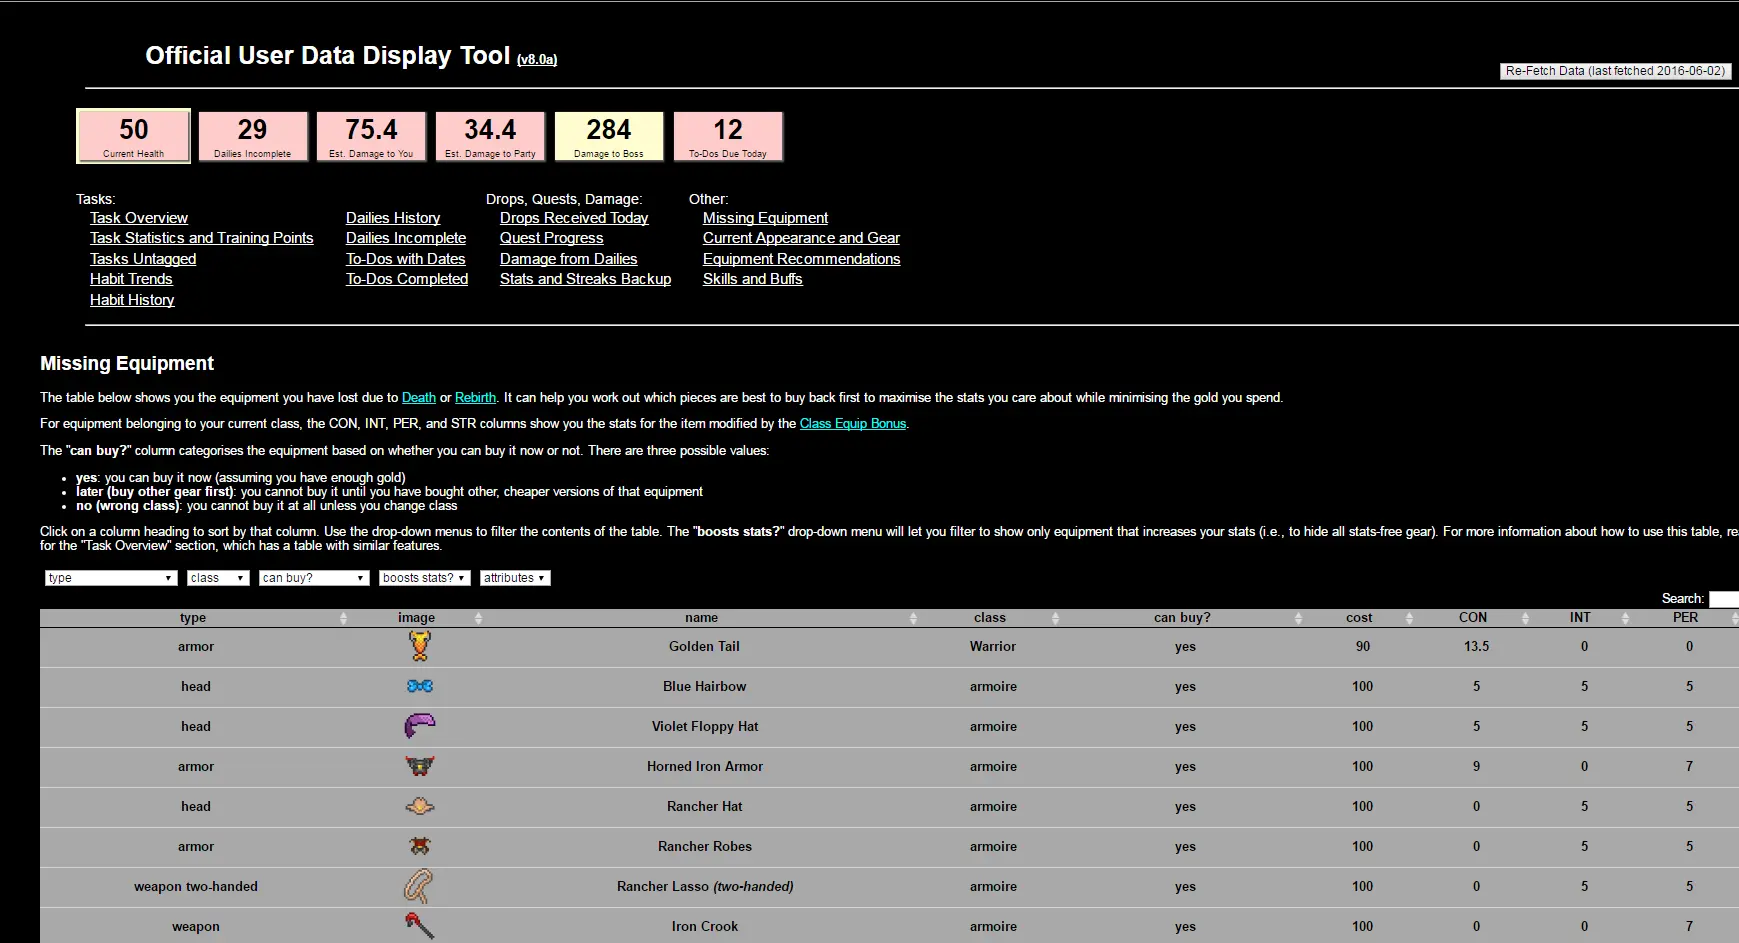 Official User Data Display Tool (v8.0a)
Re-Fetch Data (last fetched 2016-06-02)
50 29 75.4 34.4 284 12
Current Health Dailies Incomplete Est. Damage to You Est. Damage to Party Damage to Boss To-Dos Due Today
Tasks: Drops, Quests, Damage: Other:
Task Overview Dailies History Drops Received Today Missing Equipment
Task Statistics and Training Points Dailies Incomplete Quest Progress Current Appearance and Gear
Tasks Untagged To-Dos with Dates Damage from Dailies Equipment Recommendations
Habit Trends To-Dos Completed Stats and Streaks Backup Skills and Buffs
Habit History
Missing Equipment
The table below shows you the equipment you have lost due to Death or Rebirth. It can help you work out which pieces are best to buy back first to maximise the stats you care about while minimising the gold you spend.
For equipment belonging to your current class, the CON, INT, PER, and STR columns show you the stats for the item modified by the Class Equip Bonus.
The "can buy?" column categorises the equipment based on whether you can buy it now or not. There are three possible values:
• yes: you can buy it now (assuming you have enough gold)
• later (buy other gear first): you cannot buy it until you have bought other, cheaper versions of that equipment
• no (wrong class): you cannot buy it at all unless you change class
Click on a column heading to sort by that column. Use the drop-down menus to filter the contents of the table. The "boosts stats?" drop-down menu will let you filter to show only equipment that increases your stats (i.e., to hide all stats-free gear). For more information about how to use this table, re
for the "Task Overview" section, which has a table with similar features.
type class can buy? boosts stats? attributes
Search:
type image name class can buy? cost CON INT PER
armor Golden Tail Warrior yes 90 13.5 0 0
head Blue Hairbow armoire yes 100 5 5 5
head Violet Floppy Hat armoire yes 100 5 5 5
armor Horned Iron Armor armoire yes 100 9 0 7
head Rancher Hat armoire yes 100 0 5 5
armor Rancher Robes armoire yes 100 0 5 5
weapon two-handed Rancher Lasso (two-handed) armoire yes 100 0 5 5
weapon Iron Crook armoire yes 100 0 0 7